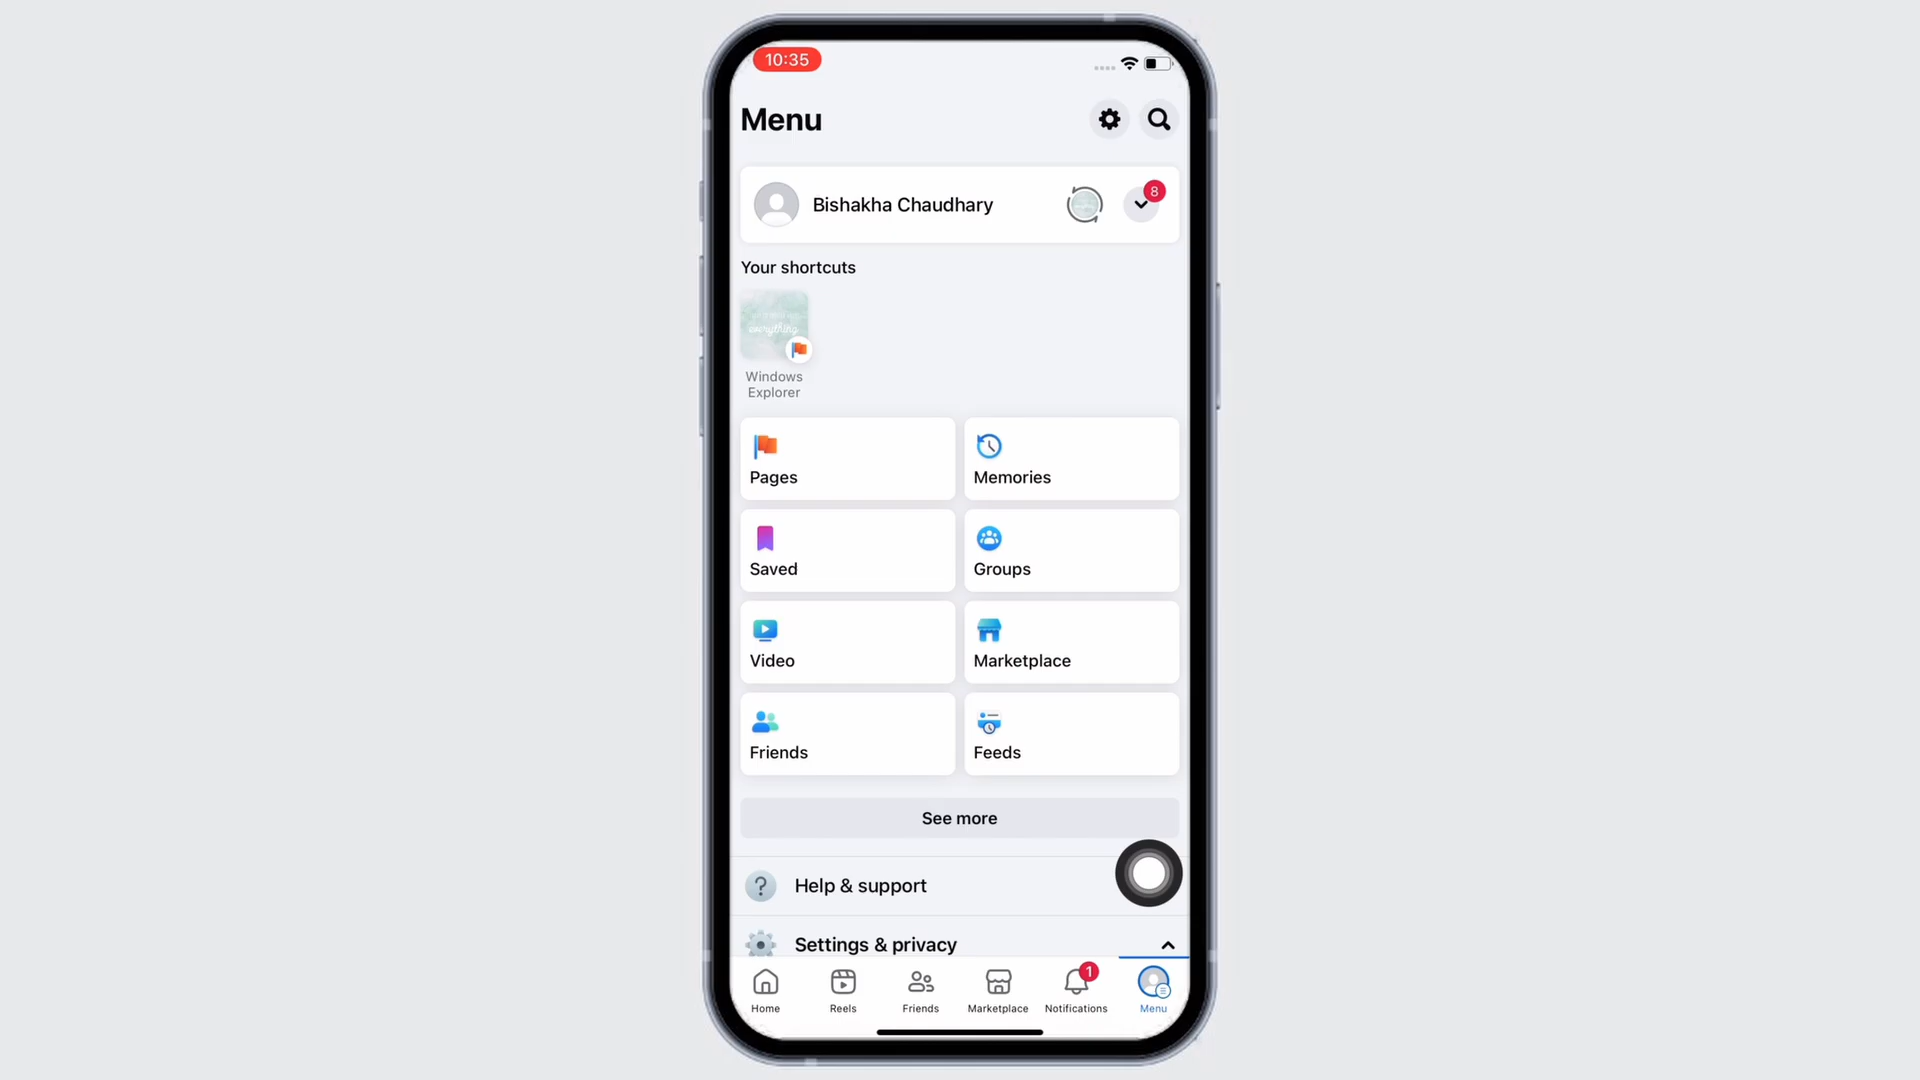 10:35
Menu
Bishakha Chaudhary
8
Your shortcuts
everything
Windows
Explorer
Pages
Memories
Saved
Groups
Video
Marketplace
Friends
Feeds
See more
? Help & support
Settings & privacy
1
Home
Reels
Friends
Marketplace
Notifications
Menu